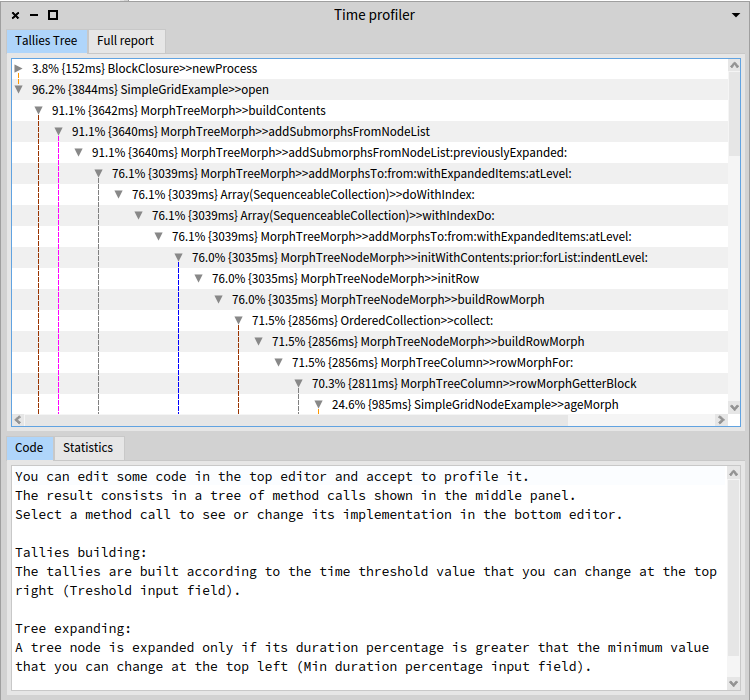 Time profiler
Tallies Tree
Full report
3.8% {152ms} BlockClosure>>newProcess
96.2% {3844ms} SimpleGridExample>>open
91.1% {3642ms} MorphTreeMorph>>buildContents
91.1% {3640ms} MorphTreeMorph>>addSubmorphsFromNodeList
91.1% {3640ms} MorphTreeMorph>>addSubmorphsFromNodeList:previouslyExpanded:
76.1% {3039ms} MorphTreeMorph>>addMorphsTo:from:withExpandedItems:atLevel:
76.1% {3039ms} Array(SequenceableCollection)>>doWithIndex:
76.1% {3039ms} Array(SequenceableCollection)>>withIndexDo:
76.1% {3039ms} MorphTreeMorph>>addMorphsTo:from:withExpandedItems:atLevel:
76.0% {3035ms} MorphTreeNodeMorph>>initWithContents:prior:forList:indentLevel:
76.0% {3035ms} MorphTreeNodeMorph>>initRow
76.0% {3035ms} MorphTreeNodeMorph>>buildRowMorph
71.5% {2856ms} OrderedCollection>>collect:
71.5% {2856ms} MorphTreeNodeMorph>>buildRowMorph
71.5% {2856ms} MorphTreeColumn>>rowMorphFor:
70.3% {2811ms} MorphTreeColumn>>rowMorphGetterBlock
24.6% {985ms} SimpleGridNodeExample>>ageMorph
Code
Statistics
You can edit some code in the top editor and accept to profile it.
The result consists in a tree of method calls shown in the middle panel.
Select a method call to see or change its implementation in the bottom editor.
Tallies building:
The tallies are built according to the time threshold value that you can change at the top
right (Treshold input field).
Tree expanding:
A tree node is expanded only if its duration percentage is greater that the minimum value
that you can change at the top left (Min duration percentage input field).